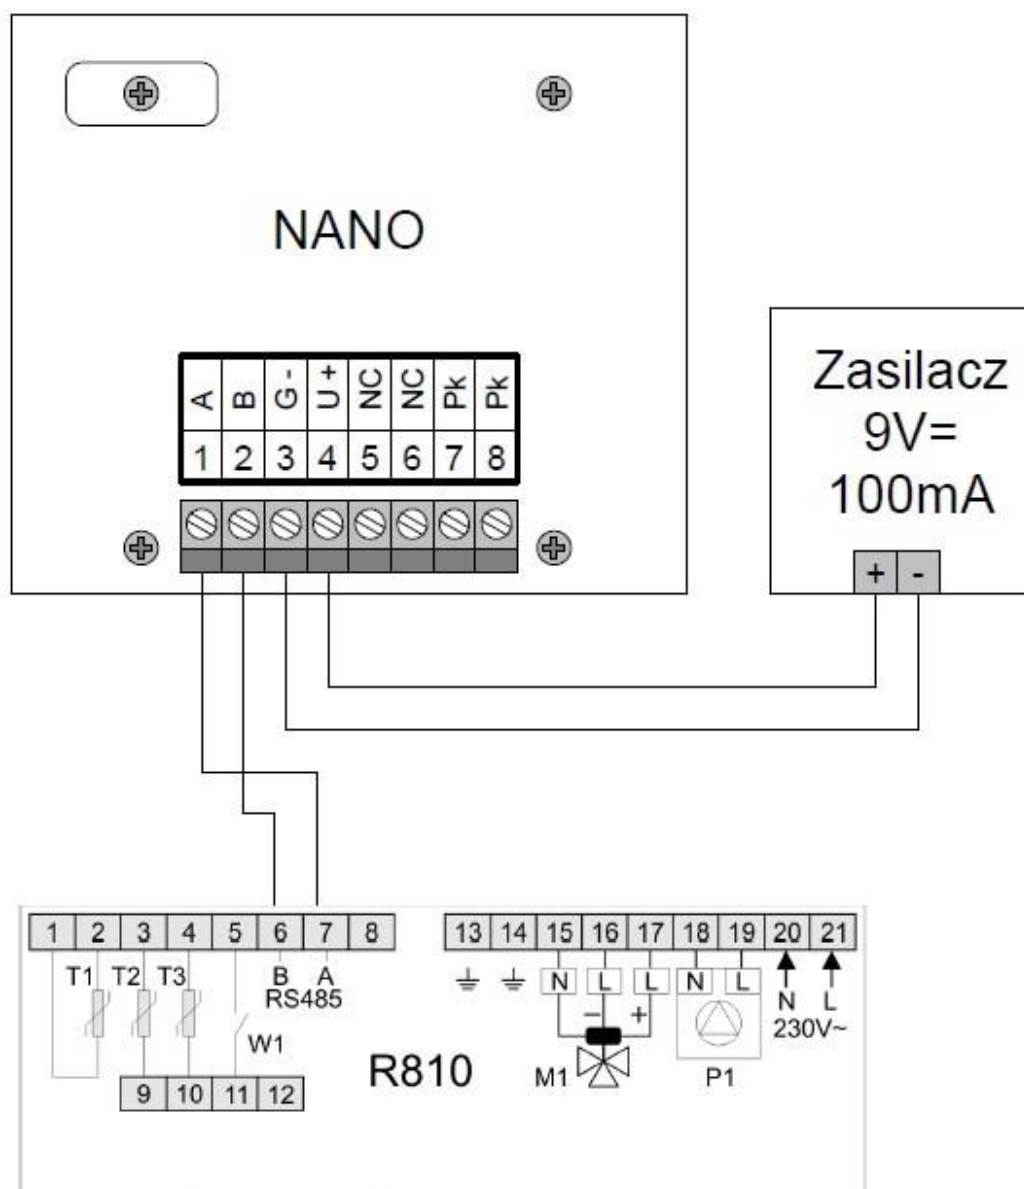 NANO
A B G - U + NC NC Pk Pk
1 2 3 4 5 6 7 8
Zasilacz
9V=
100mA
+ -
1 2 3 4 5 6 7 8
13 14 15 16 17 18 19 20 21
T1 T2 T3 B A
RS485
W1
N L L N L N L
230V~
- +
R810
M1
P1
9 10 11 12